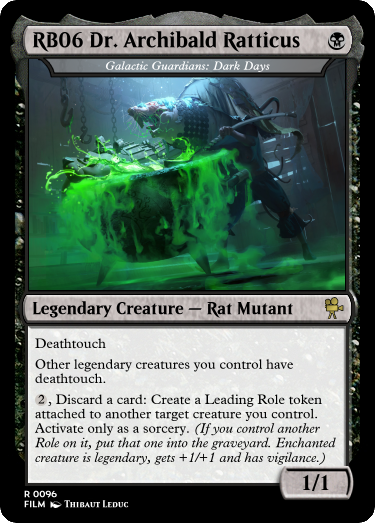 RB06 Dr. Archibald Ratticus
Galactic Guardians: Dark Days
Legendary Creature — Rat Mutant
Deathtouch
Other legendary creatures you control have
deathtouch.
2, Discard a card: Create a Leading Role token
attached to another target creature you control.
Activate only as a sorcery. (If you control another
Role on it, put that one into the graveyard. Enchanted
creature is legendary, gets +1/+1 and has vigilance.)
1/1
R 0096
FILM Thibaut Leduc